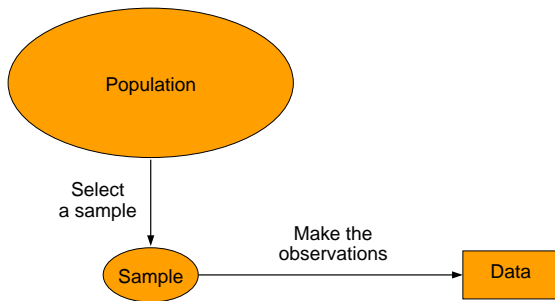 Population
Select
a sample
Make the
observations
Sample
Data